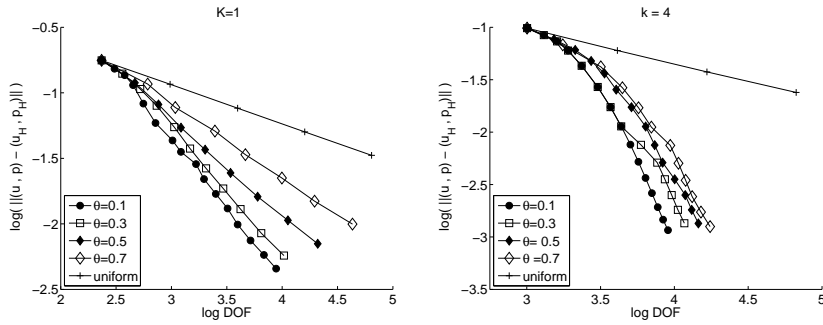 K=1
−0.5
−1
−1.5
−2
−2.5
log( ||(u , p) − (u_H , p_H)|| )
θ=0.1
θ=0.3
θ=0.5
θ=0.7
uniform
2 2.5 3 3.5 4 4.5 5
log DOF
k = 4
−1
−1.5
−2
−2.5
−3
−3.5
log( ||(u , p) − (u_H , p_H)|| )
θ=0.1
θ=0.3
θ= 0.5
θ =0.7
uniform
3 3.5 4 4.5 5
log DOF